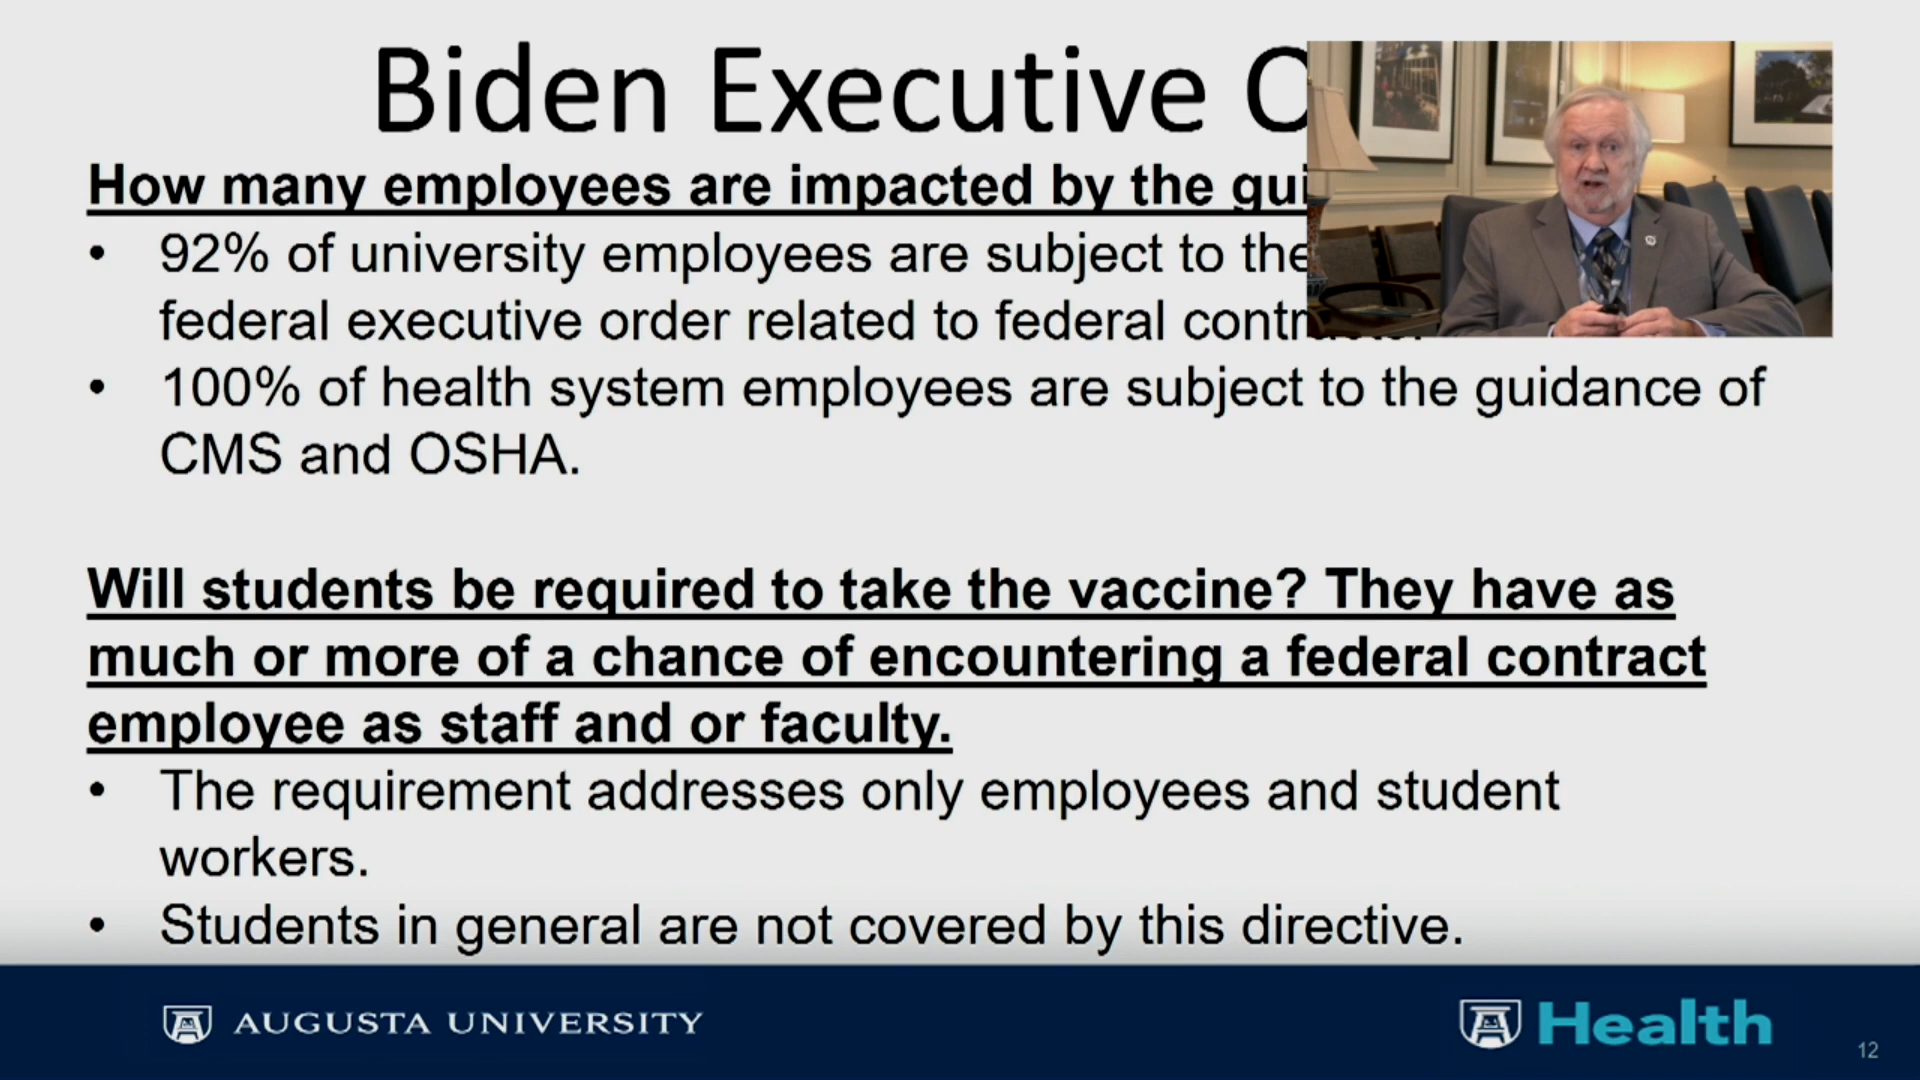 Biden Executive
How many employees are impacted by the
• 92% of university employees are subject to the
federal executive order related to federal
• 100% of health system employees are subject to the guidance of
CMS and OSHA.
Will students be required to take the vaccine? They have as
much or more of a chance of encountering a federal contract
employee as staff and or faculty.
• The requirement addresses only employees and student
workers.
• Students in general are not covered by this directive.
AUGUSTA UNIVERSITY
Health
12